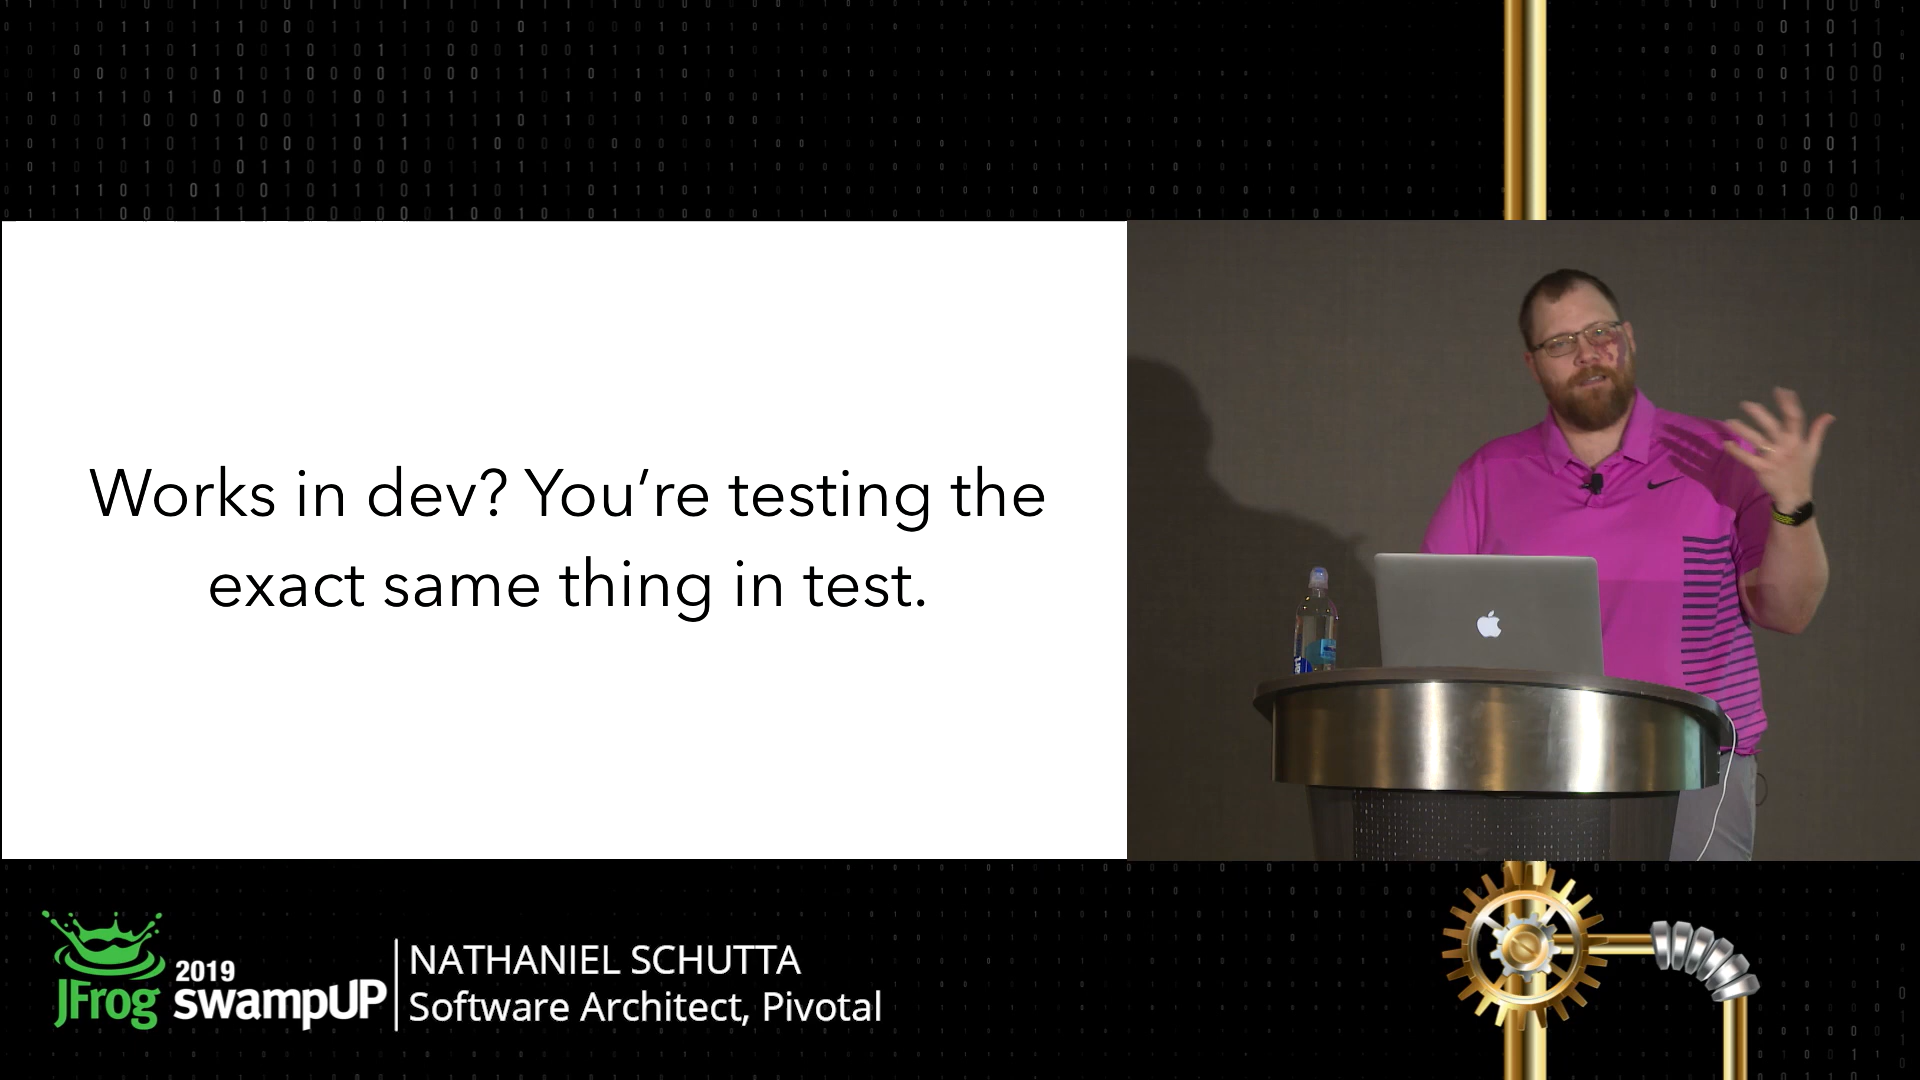 Works in dev? You’re testing the
exact same thing in test.
JFrog
2019
swampUP
NATHANIEL SCHUTTA
Software Architect, Pivotal